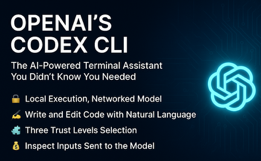 OPENAI'S
CODEX CLI
The AI-Powered Terminal Assistant
You Didn't Know You Needed
Local Execution, Networked Model
Write and Edit Code with Natural Language
Three Trust Levels Selection
Inspect Inputs Sent to the Model